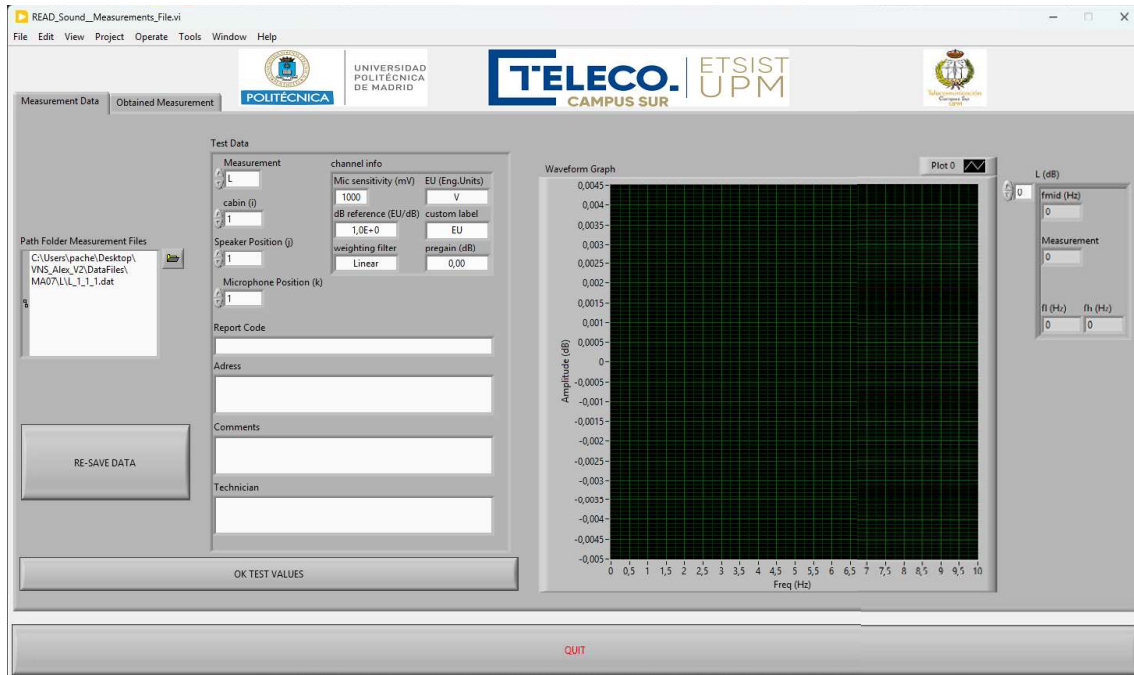 READ_Sound__Measurements_File.vi
File Edit View Project Operate Tools Window Help
POLITÉCNICA
UNIVERSIDAD
POLITÉCNICA
DE MADRID
TELECO.
CAMPUS SUR
ETSIST
UPM
Telecomunicación
Campus Sur
UPM
Measurement Data
Obtained Measurement
Path Folder Measurement Files
C:\Users\pache\Desktop\
VNS_Alex_V2\DataFiles\
MA07\L\L_1_1_1.dat
RE-SAVE DATA
Test Data
Measurement
L
cabin (i)
1
Speaker Position (j)
1
Microphone Position (k)
1
channel info
Mic sensitivity (mV) EU (Eng.Units)
1000 V
dB reference (EU/dB) custom label
1,0E+0 EU
weighting filter pregain (dB)
Linear 0,00
Report Code
Adress
Comments
Technician
OK TEST VALUES
Waveform Graph
Plot 0
Amplitude (dB)
0,0045
0,004
0,0035
0,003
0,0025
0,002
0,0015
0,001
0,0005
0
-0,0005
-0,001
-0,0015
-0,002
-0,0025
-0,003
-0,0035
-0,004
-0,0045
-0,005
0 0,5 1 1,5 2 2,5 3 3,5 4 4,5 5 5,5 6 6,5 7 7,5 8 8,5 9 9,5 10
Freq (Hz)
L (dB)
0
fmid (Hz)
0
Measurement
0
fl (Hz) fh (Hz)
0 0
QUIT